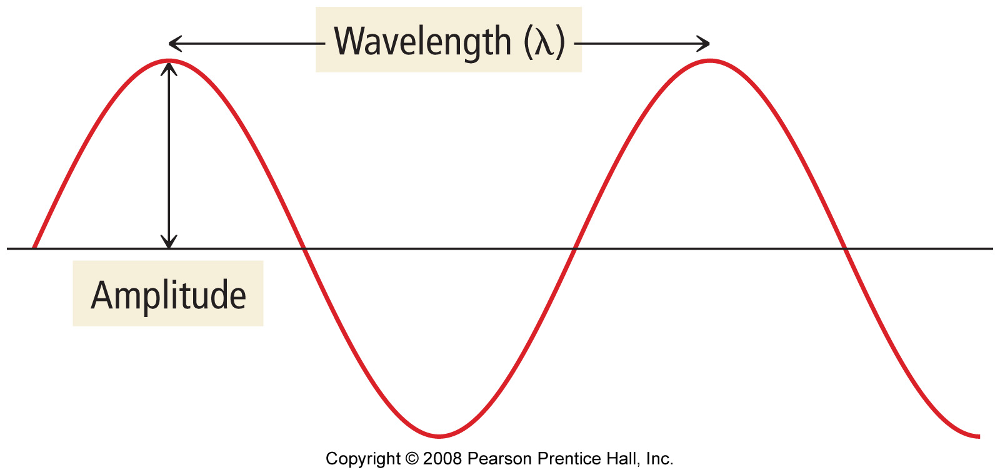 Wavelength (λ)
Amplitude
Copyright © 2008 Pearson Prentice Hall, Inc.